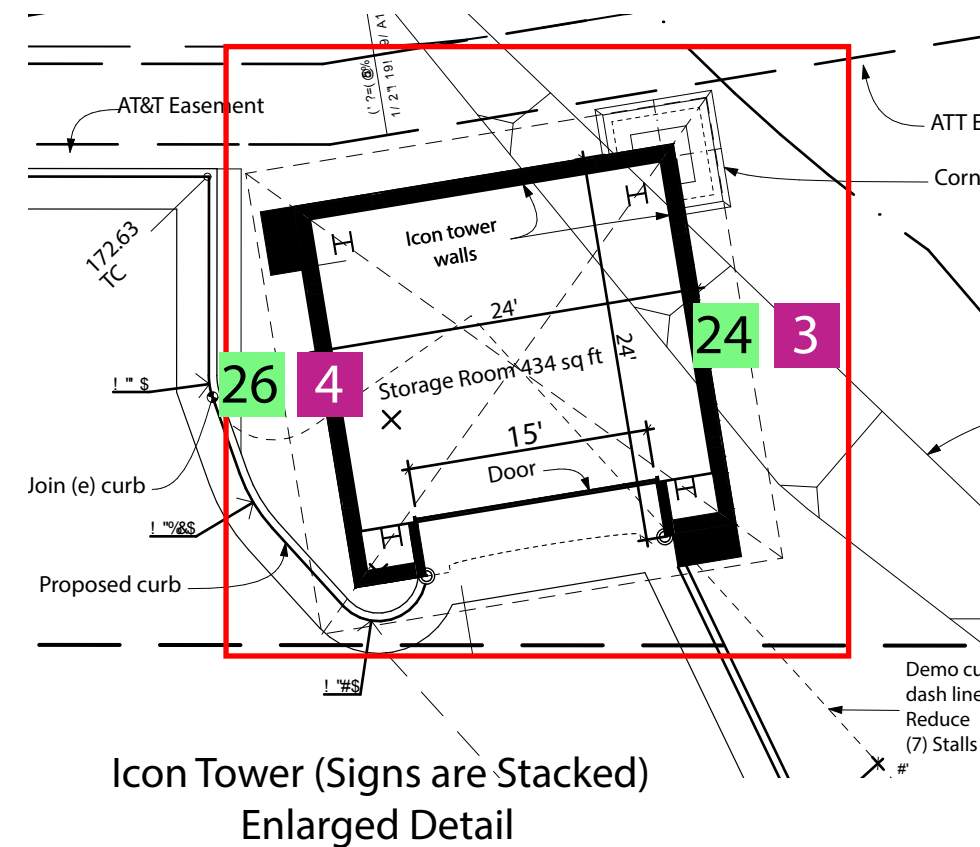 AT&T Easement
ATT E
Corn
172.63
TC
Icon tower
walls
24'
24'
26
4
24
3
Storage Room 434 sq ft
15'
Door
Join (e) curb
Proposed curb
Demo cu
dash line
Reduce
(7) Stalls
#'
Icon Tower (Signs are Stacked)
Enlarged Detail